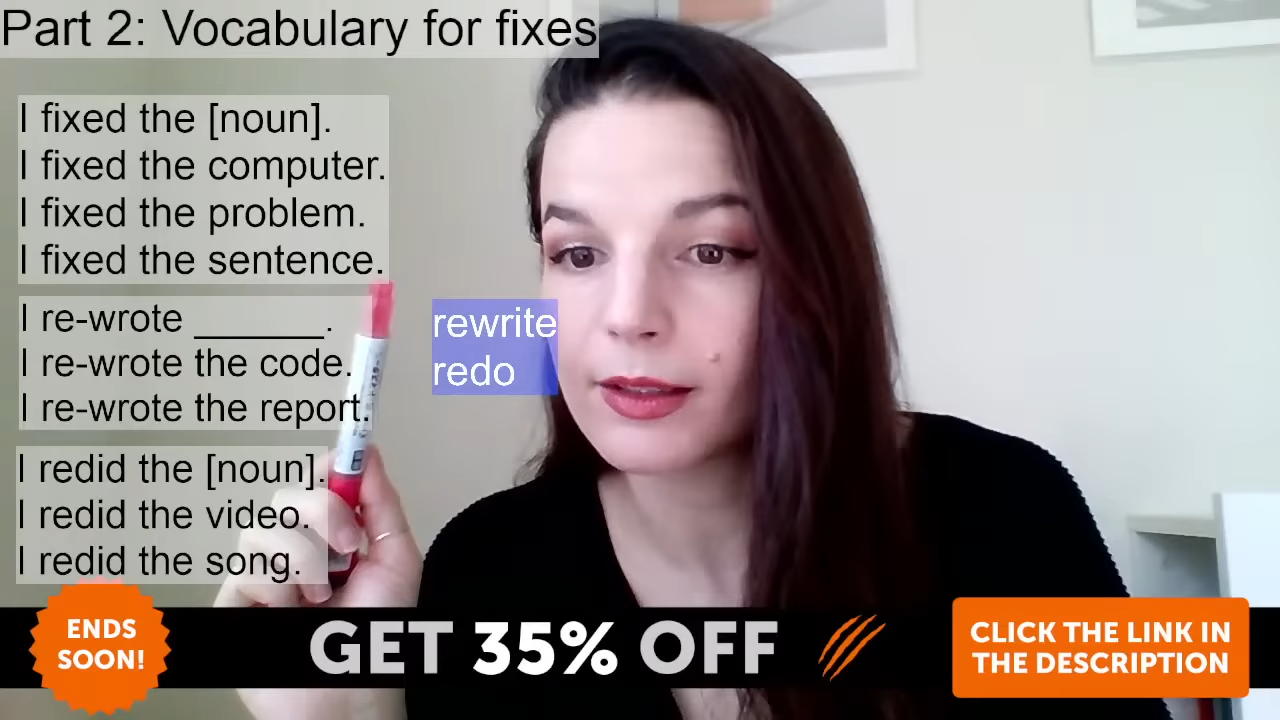 Part 2: Vocabulary for fixes
I fixed the [noun].
I fixed the computer.
I fixed the problem.
I fixed the sentence.
I re-wrote ______.
I re-wrote the code.
I re-wrote the report.
rewrite
redo
I redid the [noun].
I redid the video.
I redid the song.
ENDS
SOON!
GET 35% OFF
CLICK THE LINK IN
THE DESCRIPTION